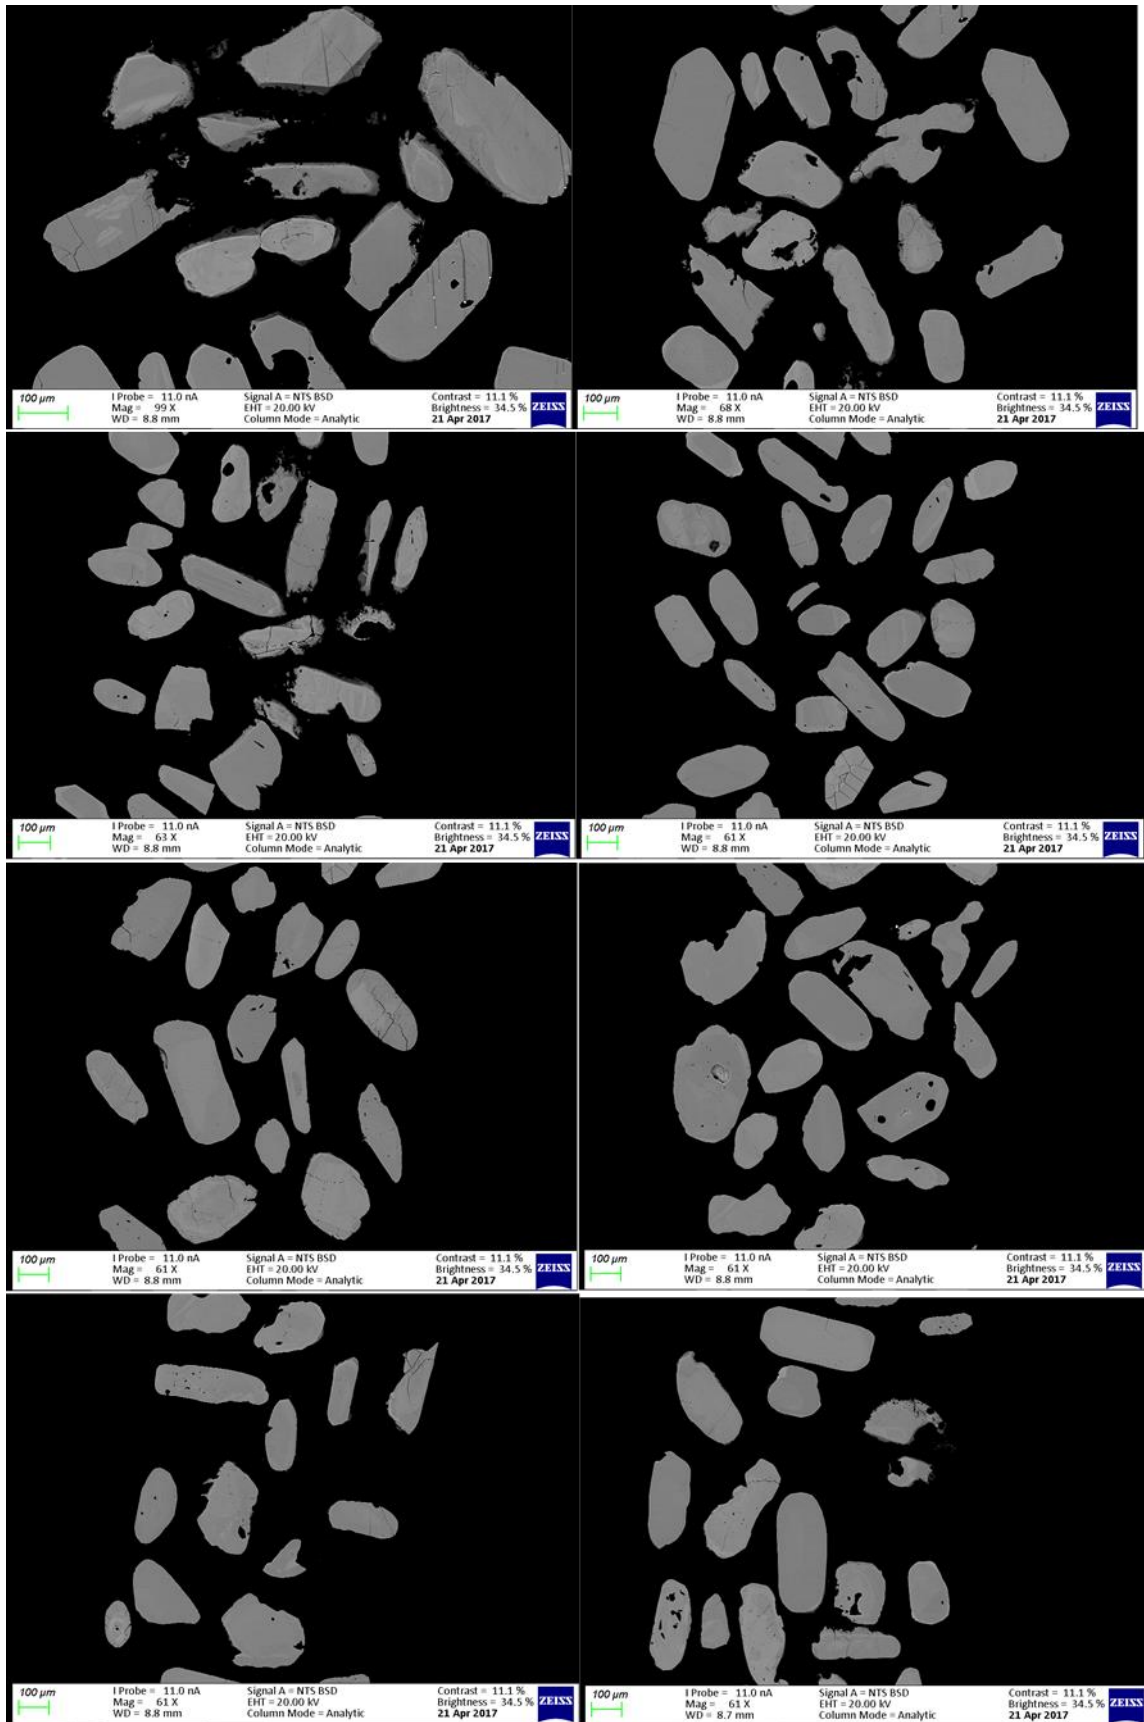 100 µm
I Probe = 11.0 nA
Mag = 99 X
WD = 8.8 mm
Signal A = NTS BSD
EHT = 20.00 kV
Column Mode = Analytic
Contrast = 11.1 %
Brightness = 34.5 %
21 Apr 2017
ZEISS
100 µm
I Probe = 11.0 nA
Mag = 68 X
WD = 8.8 mm
Signal A = NTS BSD
EHT = 20.00 kV
Column Mode = Analytic
Contrast = 11.1 %
Brightness = 34.5 %
21 Apr 2017
ZEISS
100 µm
I Probe = 11.0 nA
Mag = 63 X
WD = 8.8 mm
Signal A = NTS BSD
EHT = 20.00 kV
Column Mode = Analytic
Contrast = 11.1 %
Brightness = 34.5 %
21 Apr 2017
ZEISS
100 µm
I Probe = 11.0 nA
Mag = 61 X
WD = 8.8 mm
Signal A = NTS BSD
EHT = 20.00 kV
Column Mode = Analytic
Contrast = 11.1 %
Brightness = 34.5 %
21 Apr 2017
ZEISS
100 µm
I Probe = 11.0 nA
Mag = 61 X
WD = 8.8 mm
Signal A = NTS BSD
EHT = 20.00 kV
Column Mode = Analytic
Contrast = 11.1 %
Brightness = 34.5 %
21 Apr 2017
ZEISS
100 µm
I Probe = 11.0 nA
Mag = 61 X
WD = 8.8 mm
Signal A = NTS BSD
EHT = 20.00 kV
Column Mode = Analytic
Contrast = 11.1 %
Brightness = 34.5 %
21 Apr 2017
ZEISS
100 µm
I Probe = 11.0 nA
Mag = 61 X
WD = 8.8 mm
Signal A = NTS BSD
EHT = 20.00 kV
Column Mode = Analytic
Contrast = 11.1 %
Brightness = 34.5 %
21 Apr 2017
ZEISS
100 µm
I Probe = 11.0 nA
Mag = 61 X
WD = 8.7 mm
Signal A = NTS BSD
EHT = 20.00 kV
Column Mode = Analytic
Contrast = 11.1 %
Brightness = 34.5 %
21 Apr 2017
ZEISS